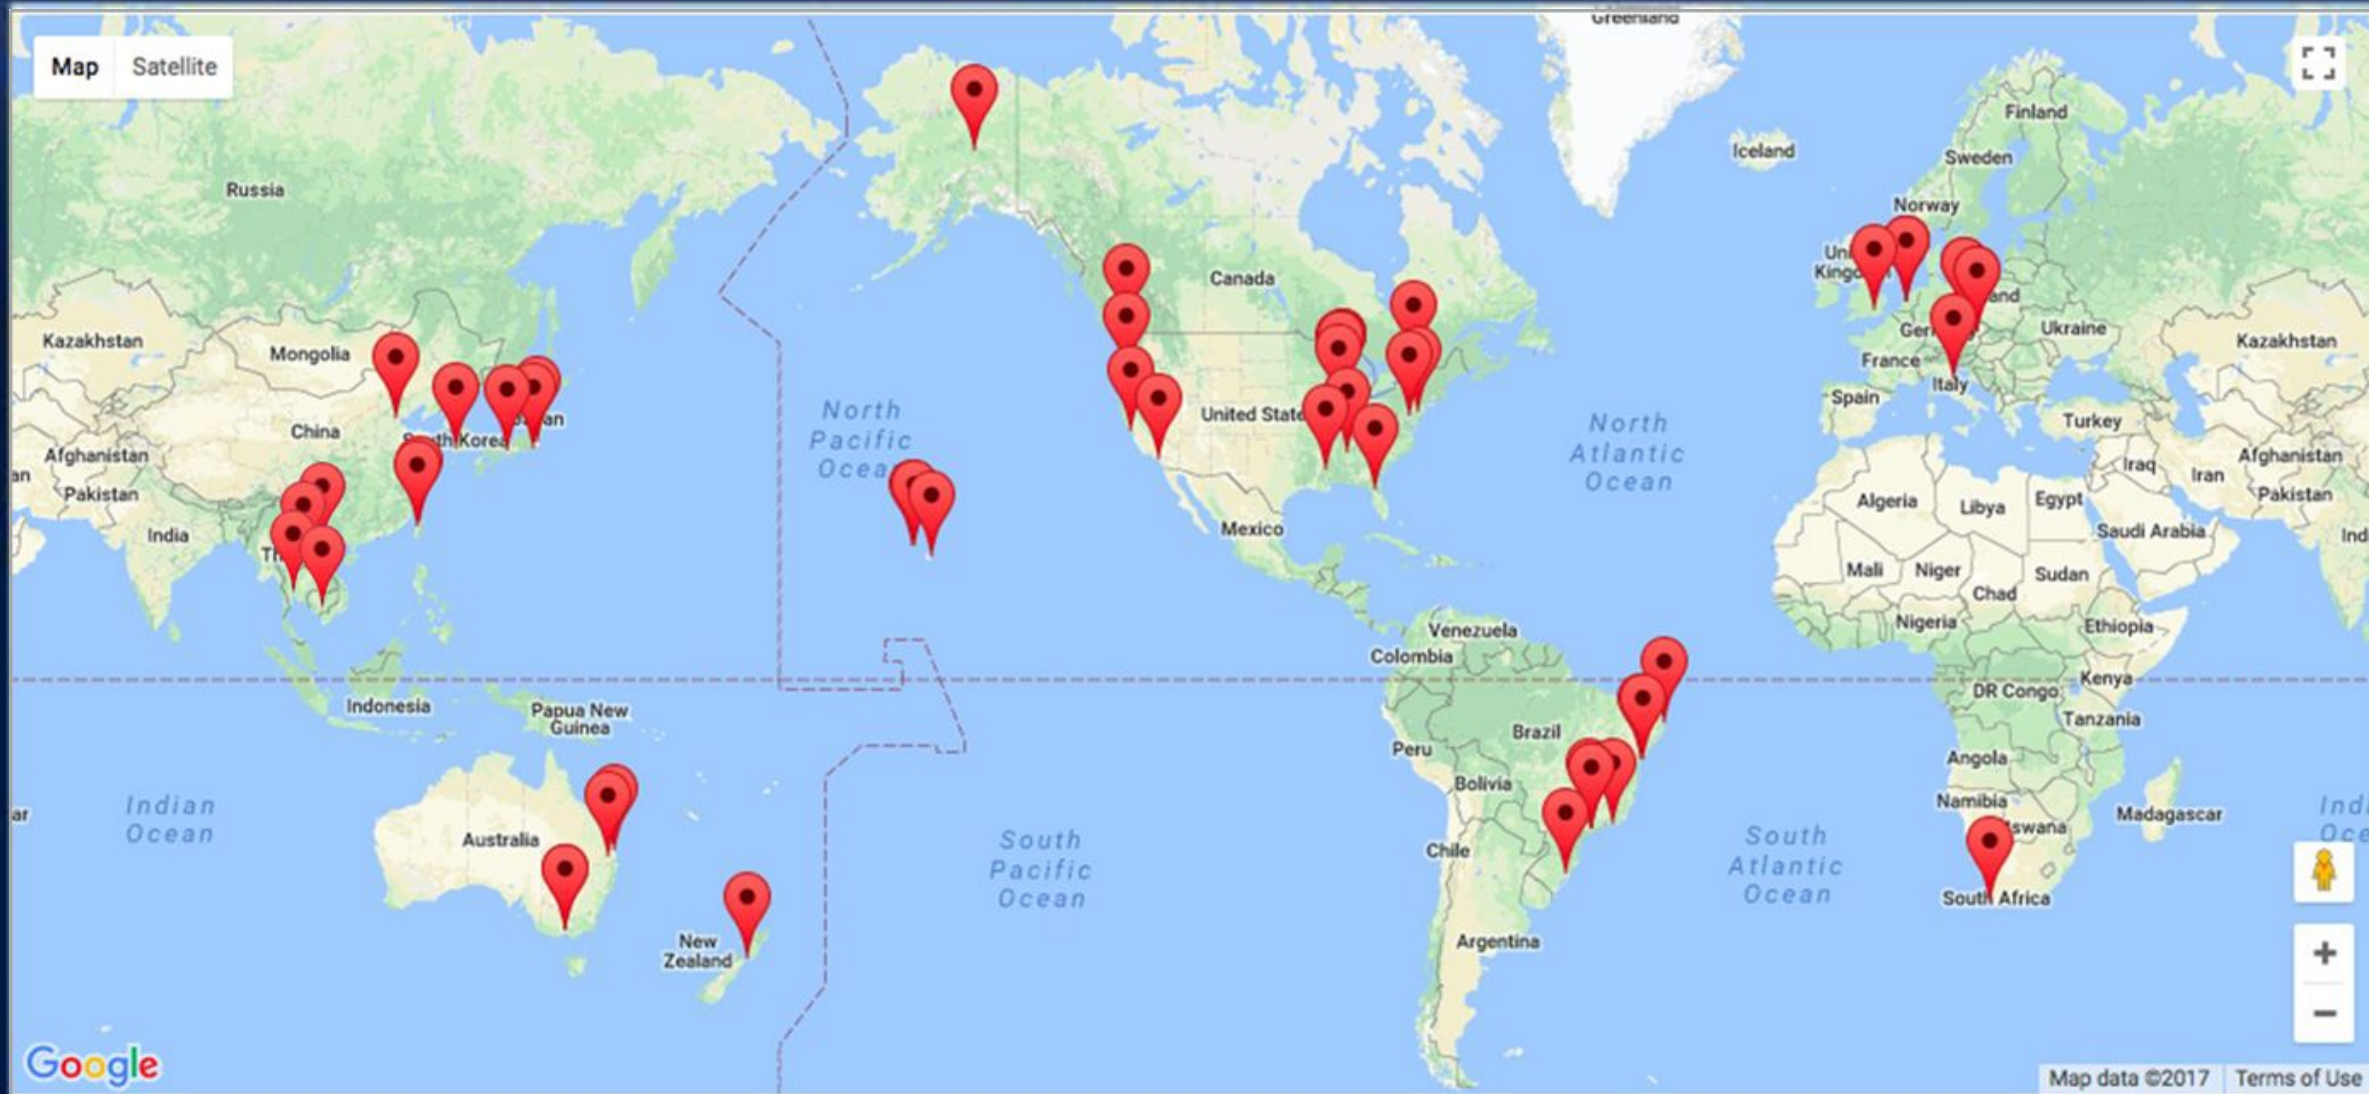 Greenland
Map Satellite
Finland
Iceland
Sweden
Russia
Norway
Canada
Kazakhstan
Mongolia
Ukraine
Kazakhstan
France
Italy
Spain
United State
China
South Korea
Turkey
North
Pacific
Ocea
North
Atlantic
Ocean
Afghanistan
Pakistan
India
Iraq
Iran
Afghanistan
Pakistan
Algeria
Libya
Egypt
Saudi Arabia
Ind
Mexico
Mali
Niger
Chad
Sudan
Nigeria
Ethiopia
Venezuela
Colombia
DR Congo
Kenya
Tanzania
Indonesia
Papua New
Guinea
Brazil
Peru
Bolivia
Angola
Namibia
Madagascar
Indian
Ocean
Australia
South
Pacific
Ocean
Chile
South
Atlantic
Ocean
swana
South Africa
New
Zealand
Argentina
Google
Map data ©2017 Terms of Use